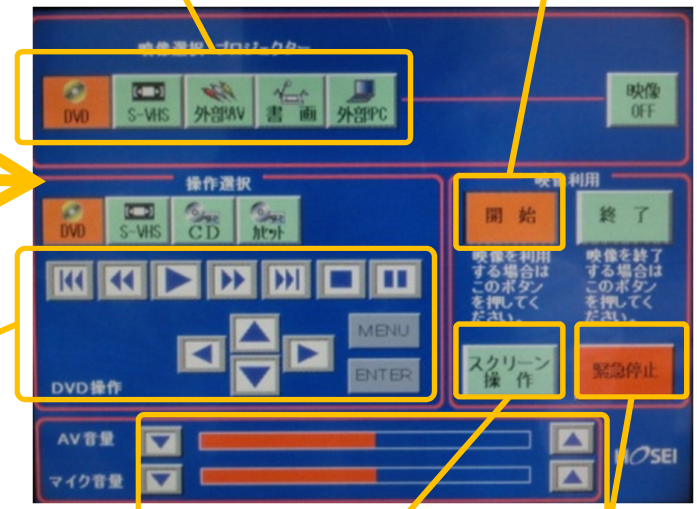 映像選択 プロジェクター
DVD
S-VHS
外部AV
書 画
外部PC
映像
OFF
操作選択
DVD
S-VHS
CD
カセット
映像利用
開 始
終 了
映像を利用
する場合は
このボタン
を押してく
ださい。
映像を終了
する場合は
このボタン
を押してく
ださい。
MENU
ENTER
DVD操作
スクリーン
操 作
緊急停止
AV音量
マイク音量
HOSEI